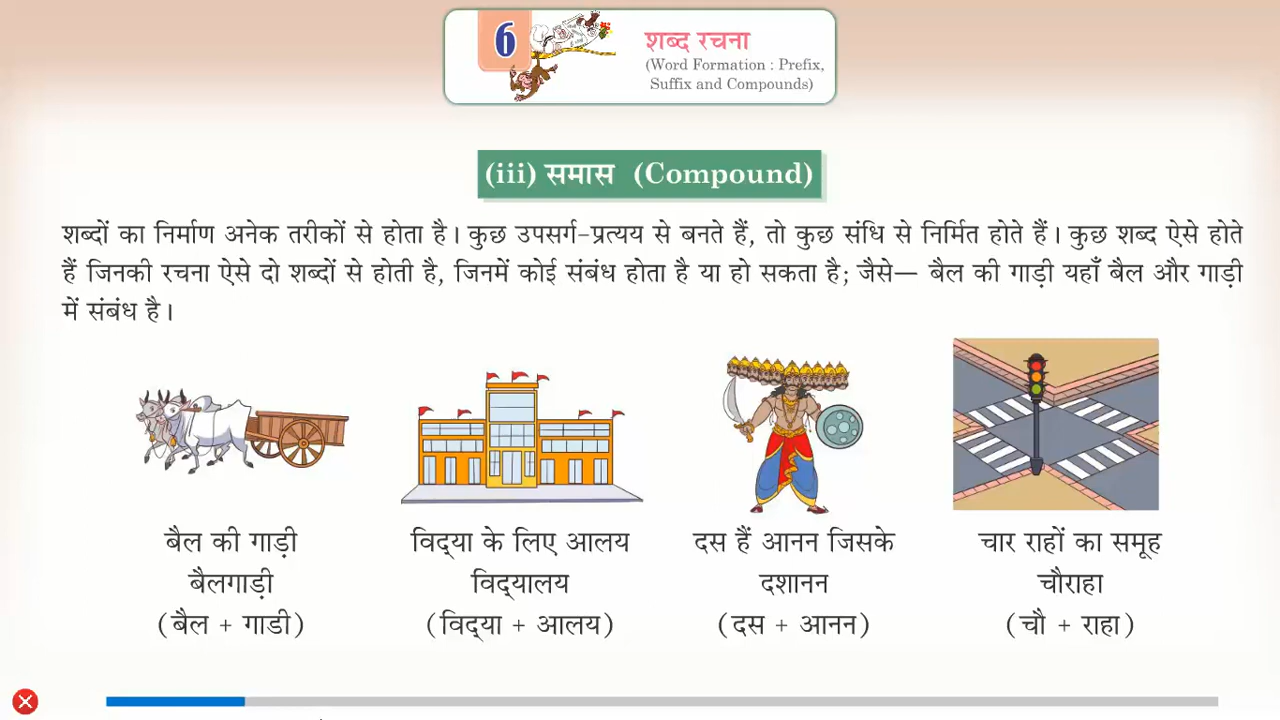 6
शब्द रचना
(Word Formation : Prefix,
Suffix and Compounds)
(iii) समास (Compound)
शब्दों का निर्माण अनेक तरीकों से होता है। कुछ उपसर्ग-प्रत्यय से बनते हैं, तो कुछ संधि से निर्मित होते हैं। कुछ शब्द ऐसे होते
हैं जिनकी रचना ऐसे दो शब्दों से होती है, जिनमें कोई संबंध होता है या हो सकता है; जैसे— बैल की गाड़ी यहाँ बैल और गाड़ी
में संबंध है।
बैल की गाड़ी विद्‌या के लिए आलय दस हैं आनन जिसके चार राहों का समूह
बैलगाड़ी विद्‌यालय दशानन चौराहा
(बैल + गाडी) (विद्‌या + आलय) (दस + आनन) (चौ + राहा)